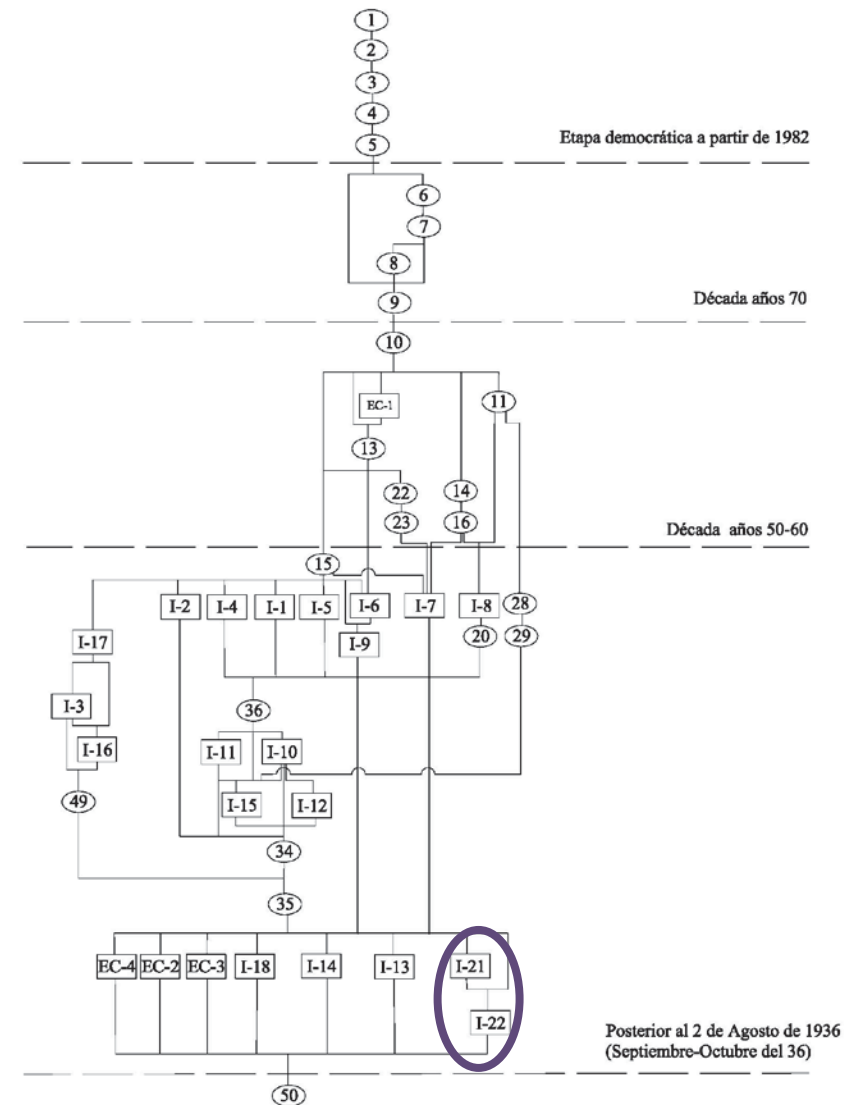 1
2
3
4
5
Etapa democrática a partir de 1982
6
7
8
9
Década años 70
10
EC-1
11
13
22
14
23
16
Década años 50-60
15
I-2
I-4
I-1
I-5
I-6
I-7
I-8
28
20
29
I-17
I-9
I-3
36
I-16
I-11
I-10
49
I-15
I-12
34
35
EC-4
EC-2
EC-3
I-18
I-14
I-13
I-21
I-22
Posterior al 2 de Agosto de 1936
(Septiembre-Octubre del 36)
50